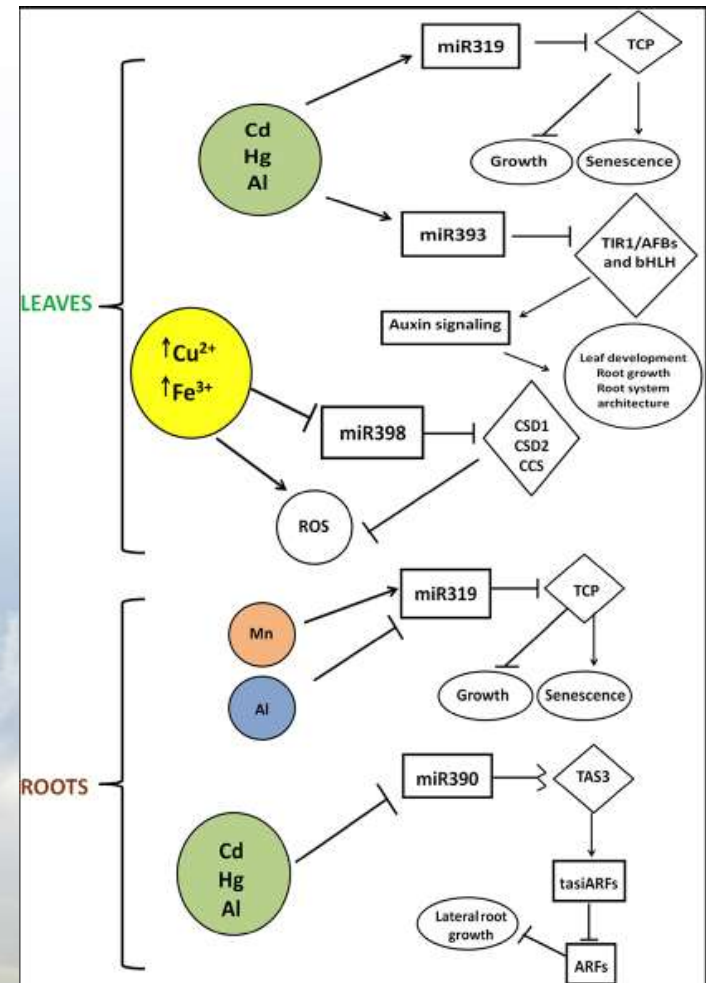 miR319
TCP
Cd
Hg
Al
Growth
Senescence
miR393
TIR1/AFBs
and bHLH
LEAVES
Auxin signaling
↑Cu²⁺
↑Fe³⁺
Leaf development
Root growth
Root system
architecture
miR398
CSD1
CSD2
CCS
ROS
miR319
TCP
Mn
Al
Growth
Senescence
ROOTS
miR390
TAS3
Cd
Hg
Al
tasiARFs
Lateral root
growth
ARFs